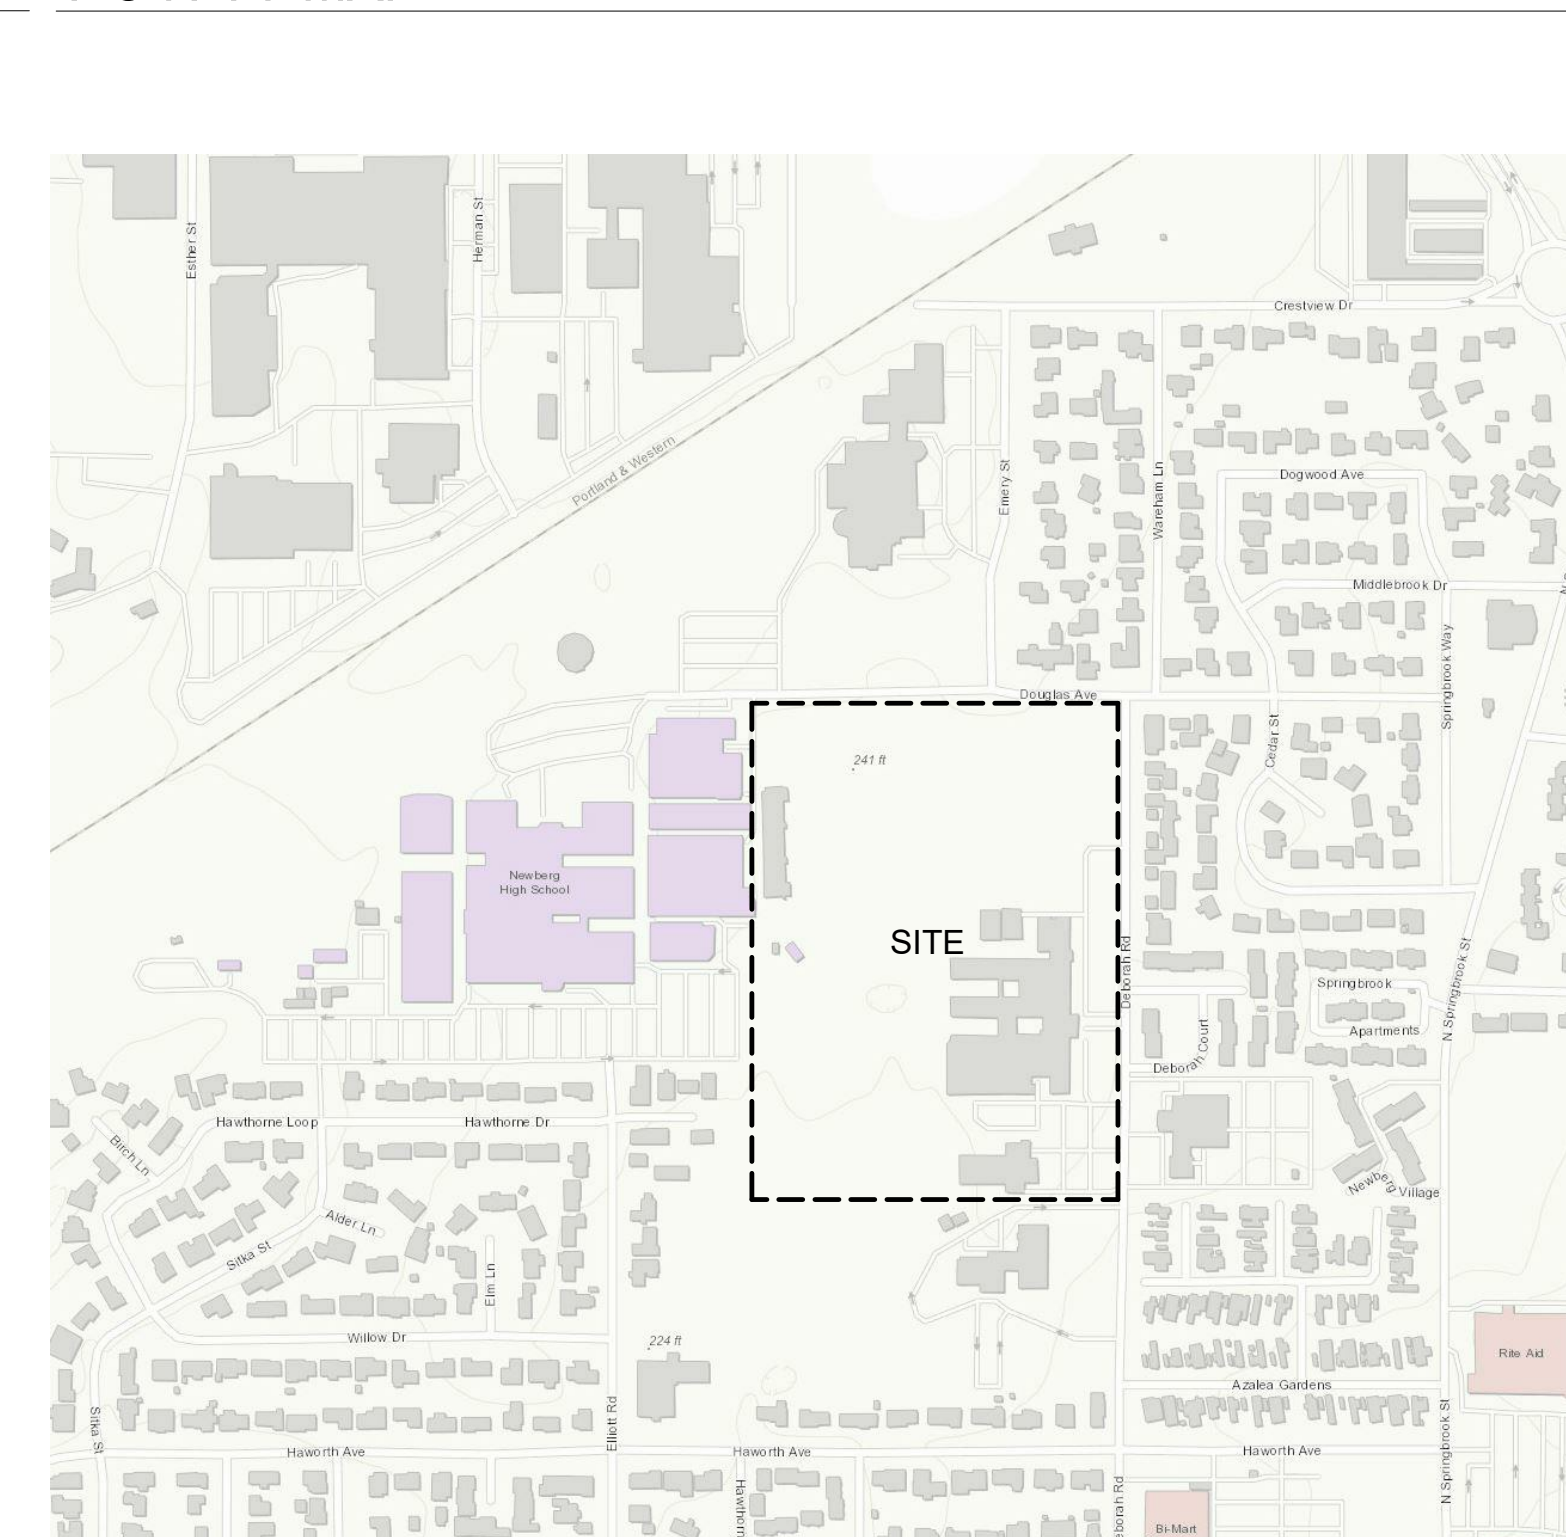 Esther St
Herman St
Crestview Dr
Portland & Western
Emery St
Wareham Ln
Dogwood Ave
Middlebrook Dr
Springbrook Way
Douglas Ave
Cedar St
241 ft
Newberg
High School
SITE
Deborah Rd
Springbrook
Apartments
N Springbrook St
Deborah Court
Hawthorne Loop
Hawthorne Dr
Birch Ln
Newberg Village
Alder Ln
Sitka St
Elm Ln
Willow Dr
224 ft
Rite Aid
Azalea Gardens
Sitka St
Elliott Rd
N Springbrook St
Haworth Ave
Haworth Ave
Haworth Ave
Hawthor
eborah Rd
Bi-Mart